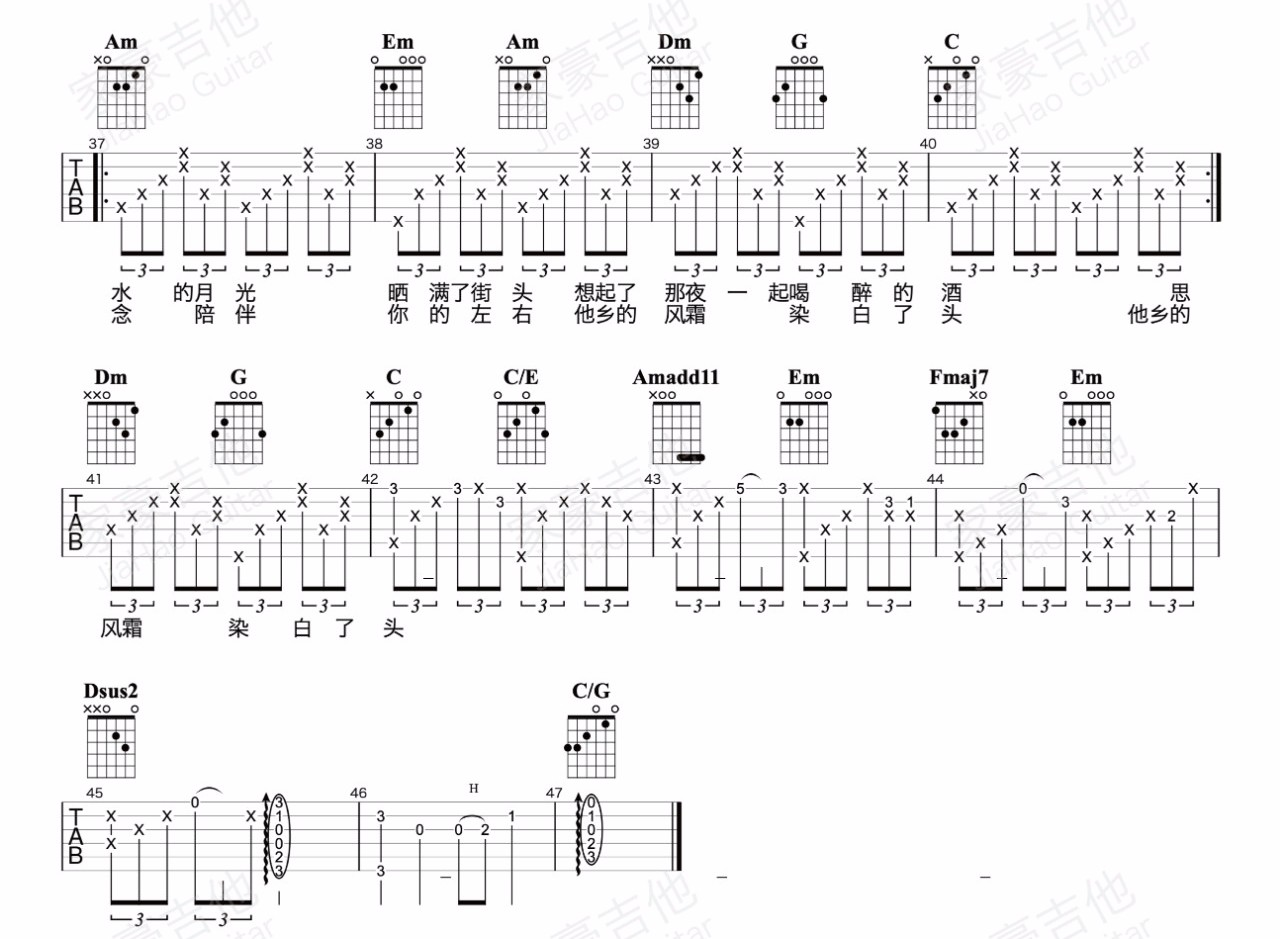 家豪吉他
JiaHao Guitar
Am Em Am Dm G C
37 38 39 40
水 的月 光 晒 满了街 头 想起了 那夜 一 起喝 醉 的 酒 思
念 陪 伴 你 的 左 右 他乡的 风霜 染 白 了 头 他乡的
Dm G C C/E Amadd11 Em Fmaj7 Em
41 42 43 44
风霜 染 白 了 头
Dsus2 C/G
45 46 47
H